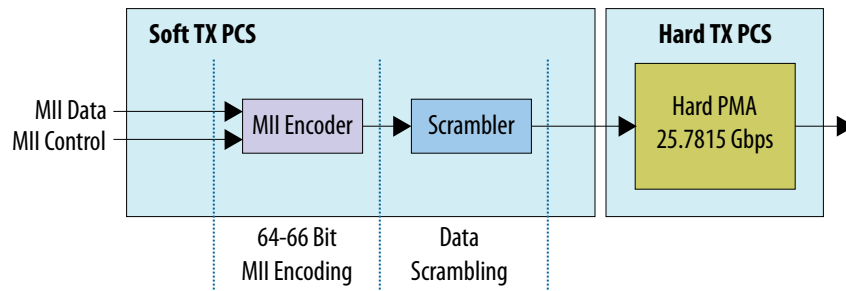 Soft TX PCS
Hard TX PCS
MII Data
MII Control
MII Encoder
Scrambler
Hard PMA
25.7815 Gbps
64-66 Bit
MII Encoding
Data
Scrambling